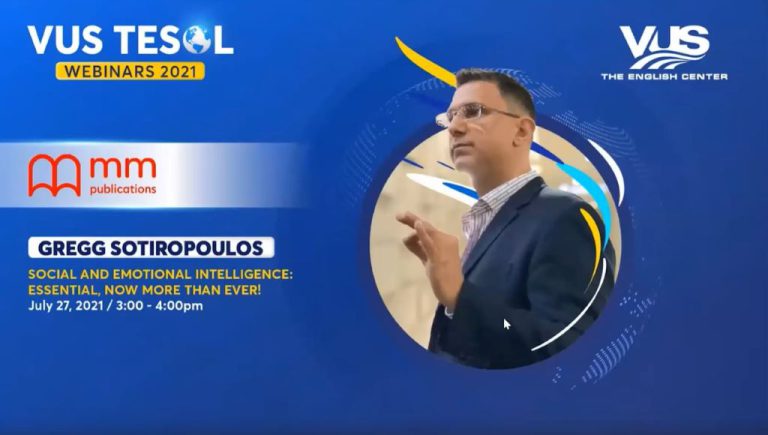 VUS TESOL
WEBINARS 2021
VUS
THE ENGLISH CENTER
mm
publications
GREGG SOTIROPOULOS
SOCIAL AND EMOTIONAL INTELLIGENCE:
ESSENTIAL, NOW MORE THAN EVER!
July 27, 2021 / 3:00 - 4:00pm